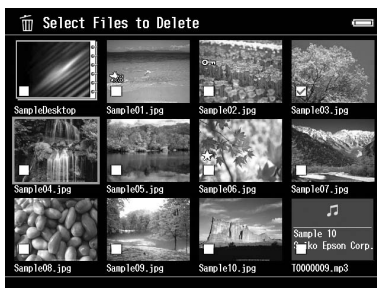 Select Files to Delete
SampleDesktop Sample01.jpg Sample02.jpg Sample03.jpg
Sample04.jpg Sample05.jpg Sample06.jpg Sample07.jpg
Sample 10
Seiko Epson Corp.
Sample08.jpg Sample09.jpg Sample10.jpg T0000009.mp3